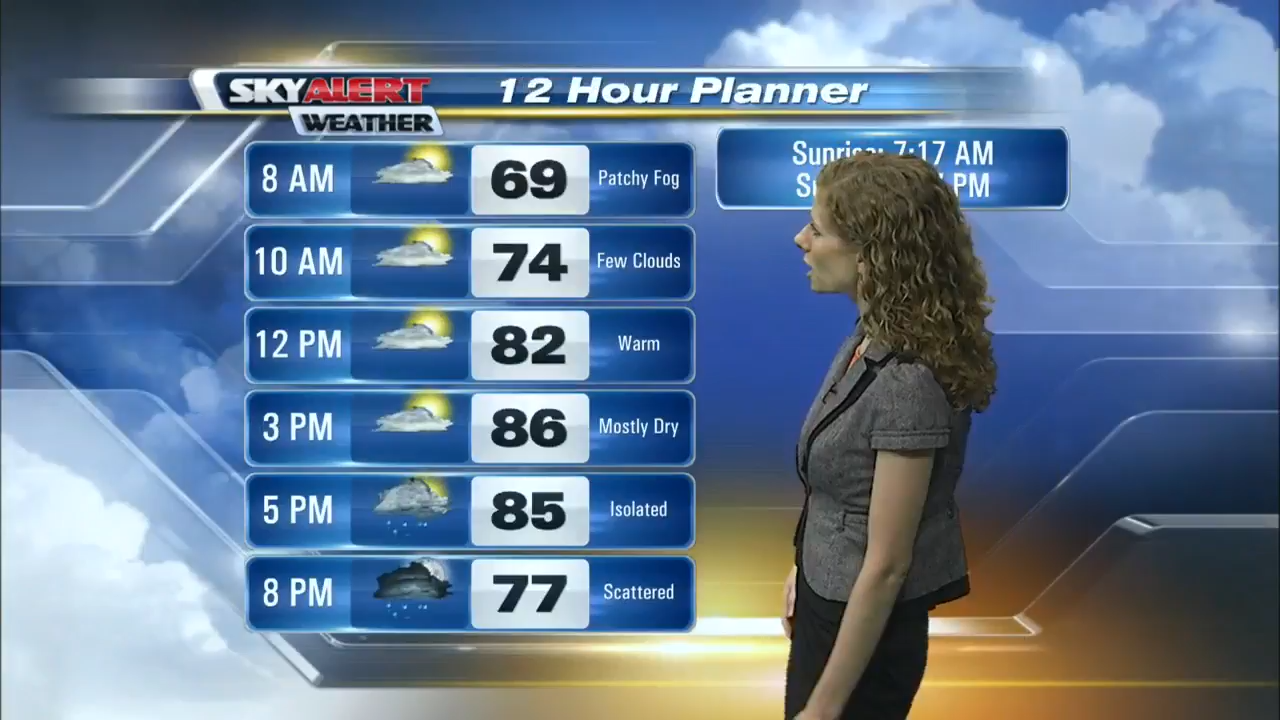 SKYALERT
WEATHER
12 Hour Planner
8 AM 69 Patchy Fog
10 AM 74 Few Clouds
12 PM 82 Warm
3 PM 86 Mostly Dry
5 PM 85 Isolated
8 PM 77 Scattered
Sunrise: 7:17 AM
PM